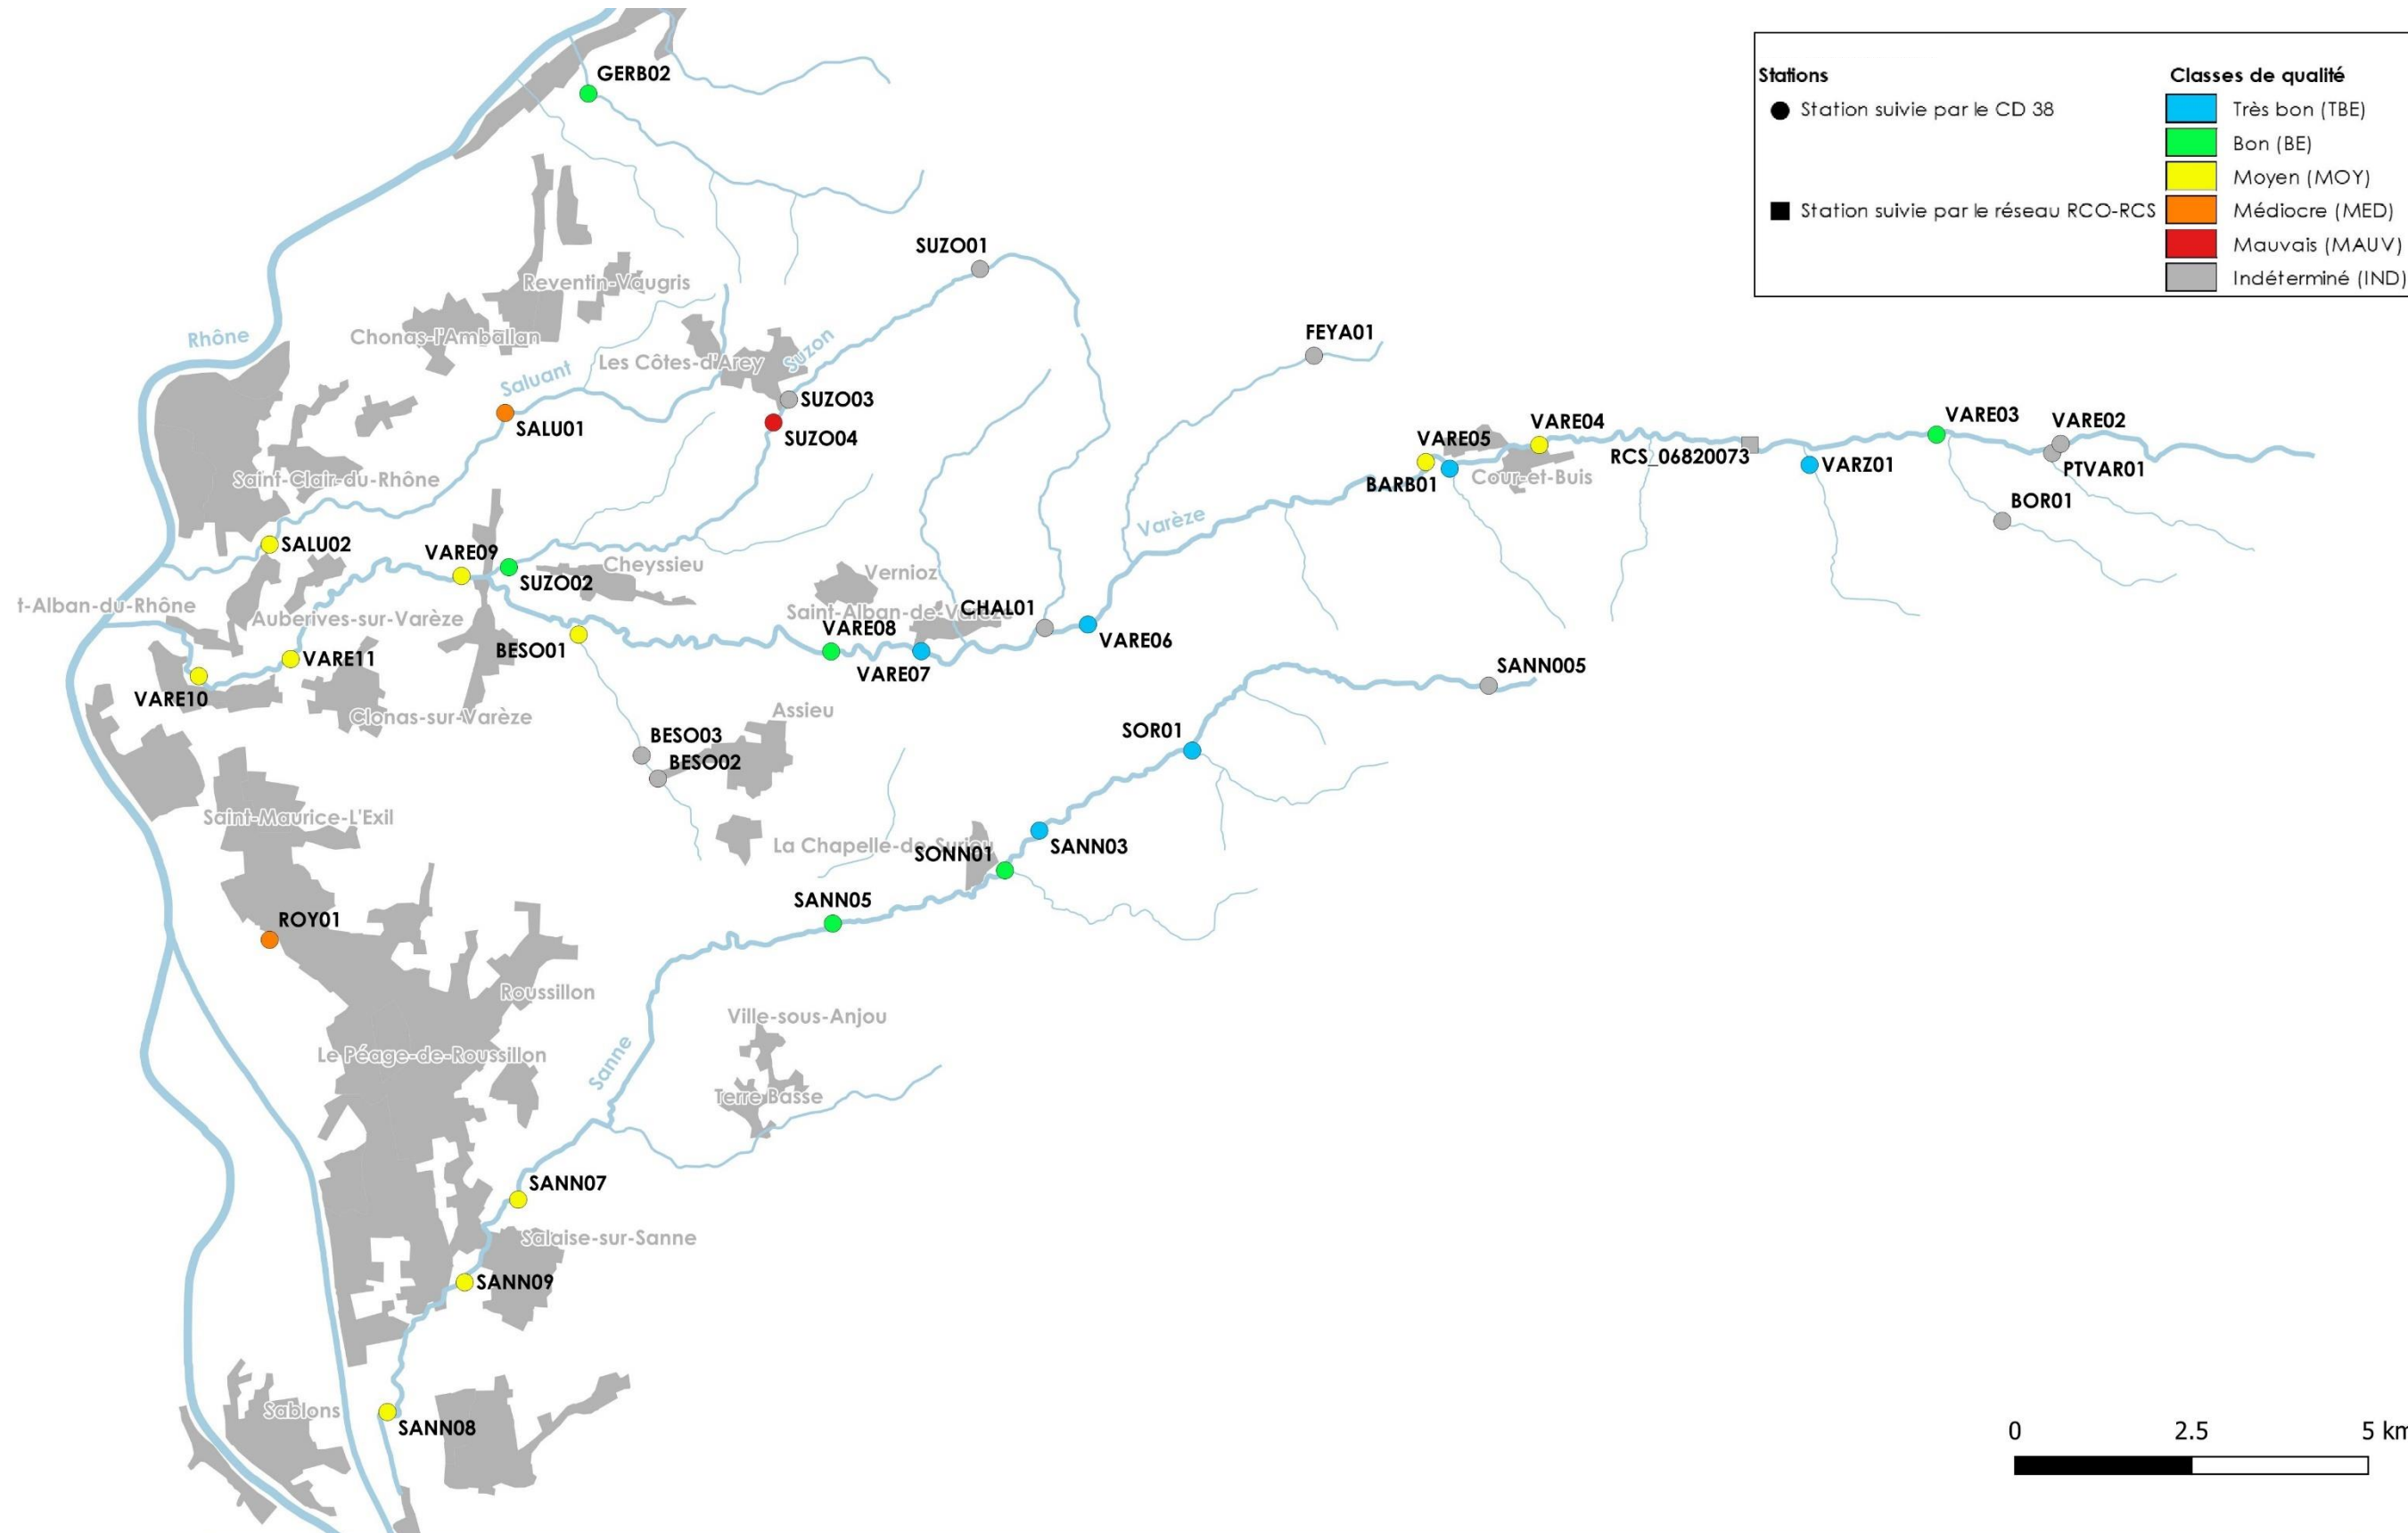 GERB02
Stations
Classes de qualité
Station suivie par le CD 38
Très bon (TBE)
Bon (BE)
Moyen (MOY)
Station suivie par le réseau RCO-RCS
Médiocre (MED)
Mauvais (MAUV)
Indéterminé (IND)
SUZO01
Reventin-Vaugris
Rhône
Chonas-l'Amballan
FEYA01
Suzon
Les Côtes-d'Arey
Saluant
SUZO03
SALU01
SUZO04
VARE03
VARE02
VARE04
VARE05
RCS_06820073
VARZ01
PTVAR01
Saint-Clair-du-Rhône
BARB01
Cour-et-Buis
BOR01
Varèze
SALU02
VARE09
SUZO02
Cheyssieu
Vernioz
t-Alban-du-Rhône
Auberives-sur-Varèze
Saint-Alban-de-Varèze
CHAL01
VARE08
VARE06
BESO01
VARE11
VARE07
SANN005
VARE10
Clonas-sur-Varèze
Assieu
BESO03
SOR01
BESO02
Saint-Maurice-L'Exil
La Chapelle-de-Surieu
SONN01
SANN03
SANN05
ROY01
Roussillon
Ville-sous-Anjou
Le Péage-de-Roussillon
Sanne
Terre Basse
SANN07
Salaise-sur-Sanne
SANN09
Sablons
SANN08
0 2.5 5 km